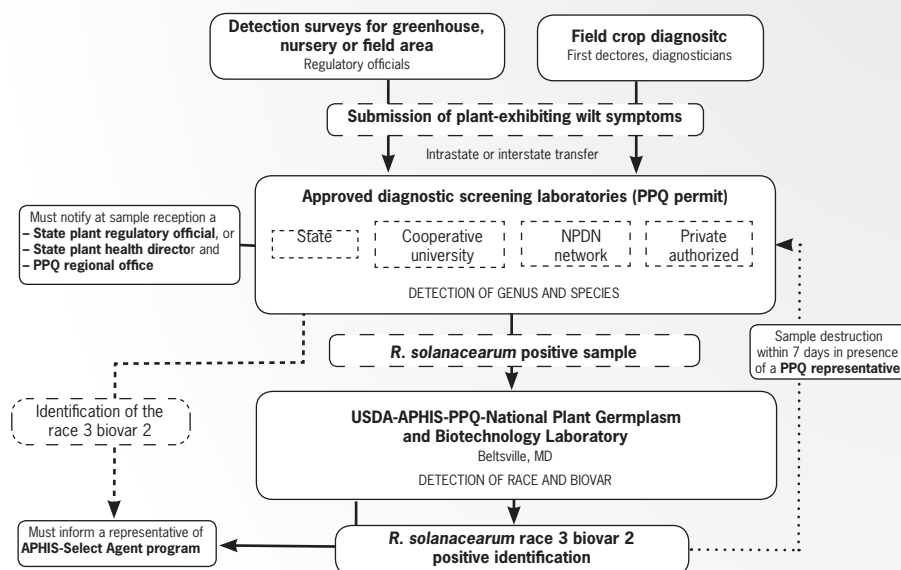 Detection surveys for greenhouse,
nursery or field area
Regulatory officials
Field crop diagnositc
First dectores, diagnosticians
Submission of plant-exhibiting wilt symptoms
Intrastate or interstate transfer
Approved diagnostic screening laboratories (PPQ permit)
State
Cooperative
university
NPDN
network
Private
authorized
DETECTION OF GENUS AND SPECIES
Must notify at sample reception a
– State plant regulatory official, or
– State plant health director and
– PPQ regional office
R. solanacearum positive sample
Sample destruction
within 7 days in presence
of a PPQ representative
Identification of the
race 3 biovar 2
USDA-APHIS-PPQ-National Plant Germplasm
and Biotechnology Laboratory
Beltsville, MD
DETECTION OF RACE AND BIOVAR
Must inform a representative of
APHIS-Select Agent program
R. solanacearum race 3 biovar 2
positive identification